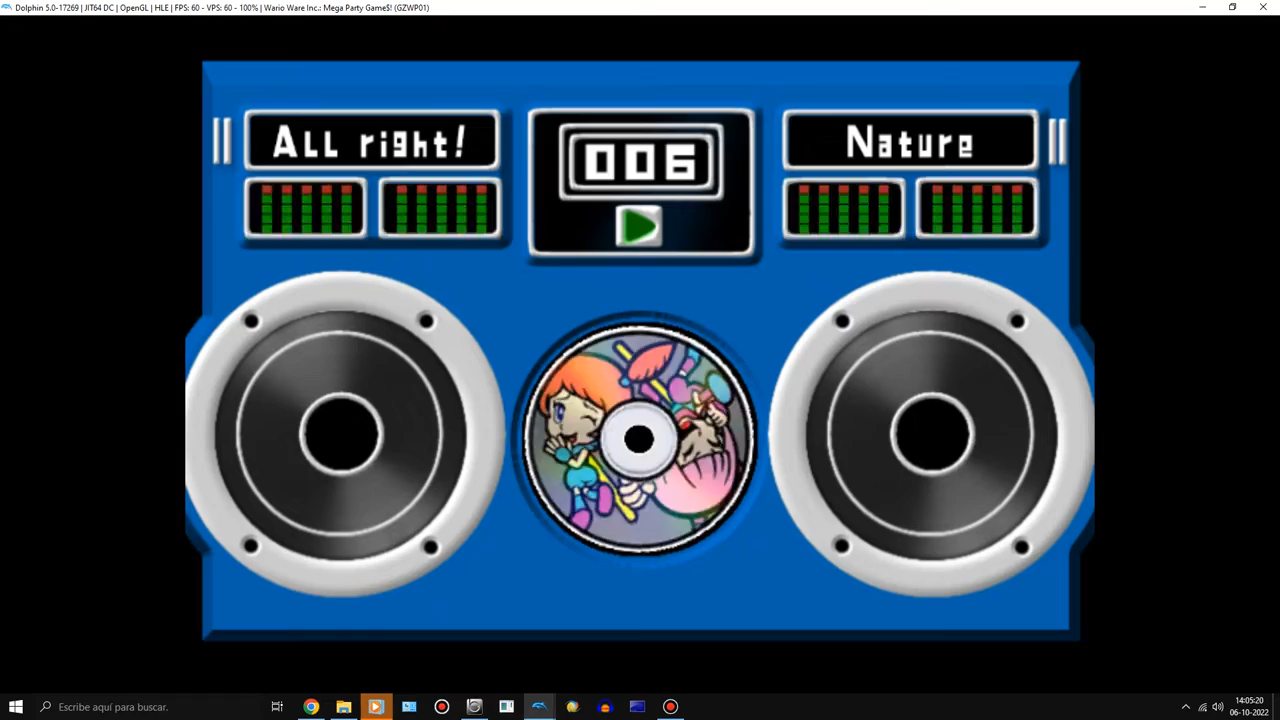 Dolphin 5.0-17269 | JIT64 DC | OpenGL | HLE | FPS: 60 - VPS: 60 - 100% | Wario Ware Inc.: Mega Party Game$! (GZWP01)
All right!
006
Nature
Escribe aquí para buscar.
14:05:20
06-10-2022